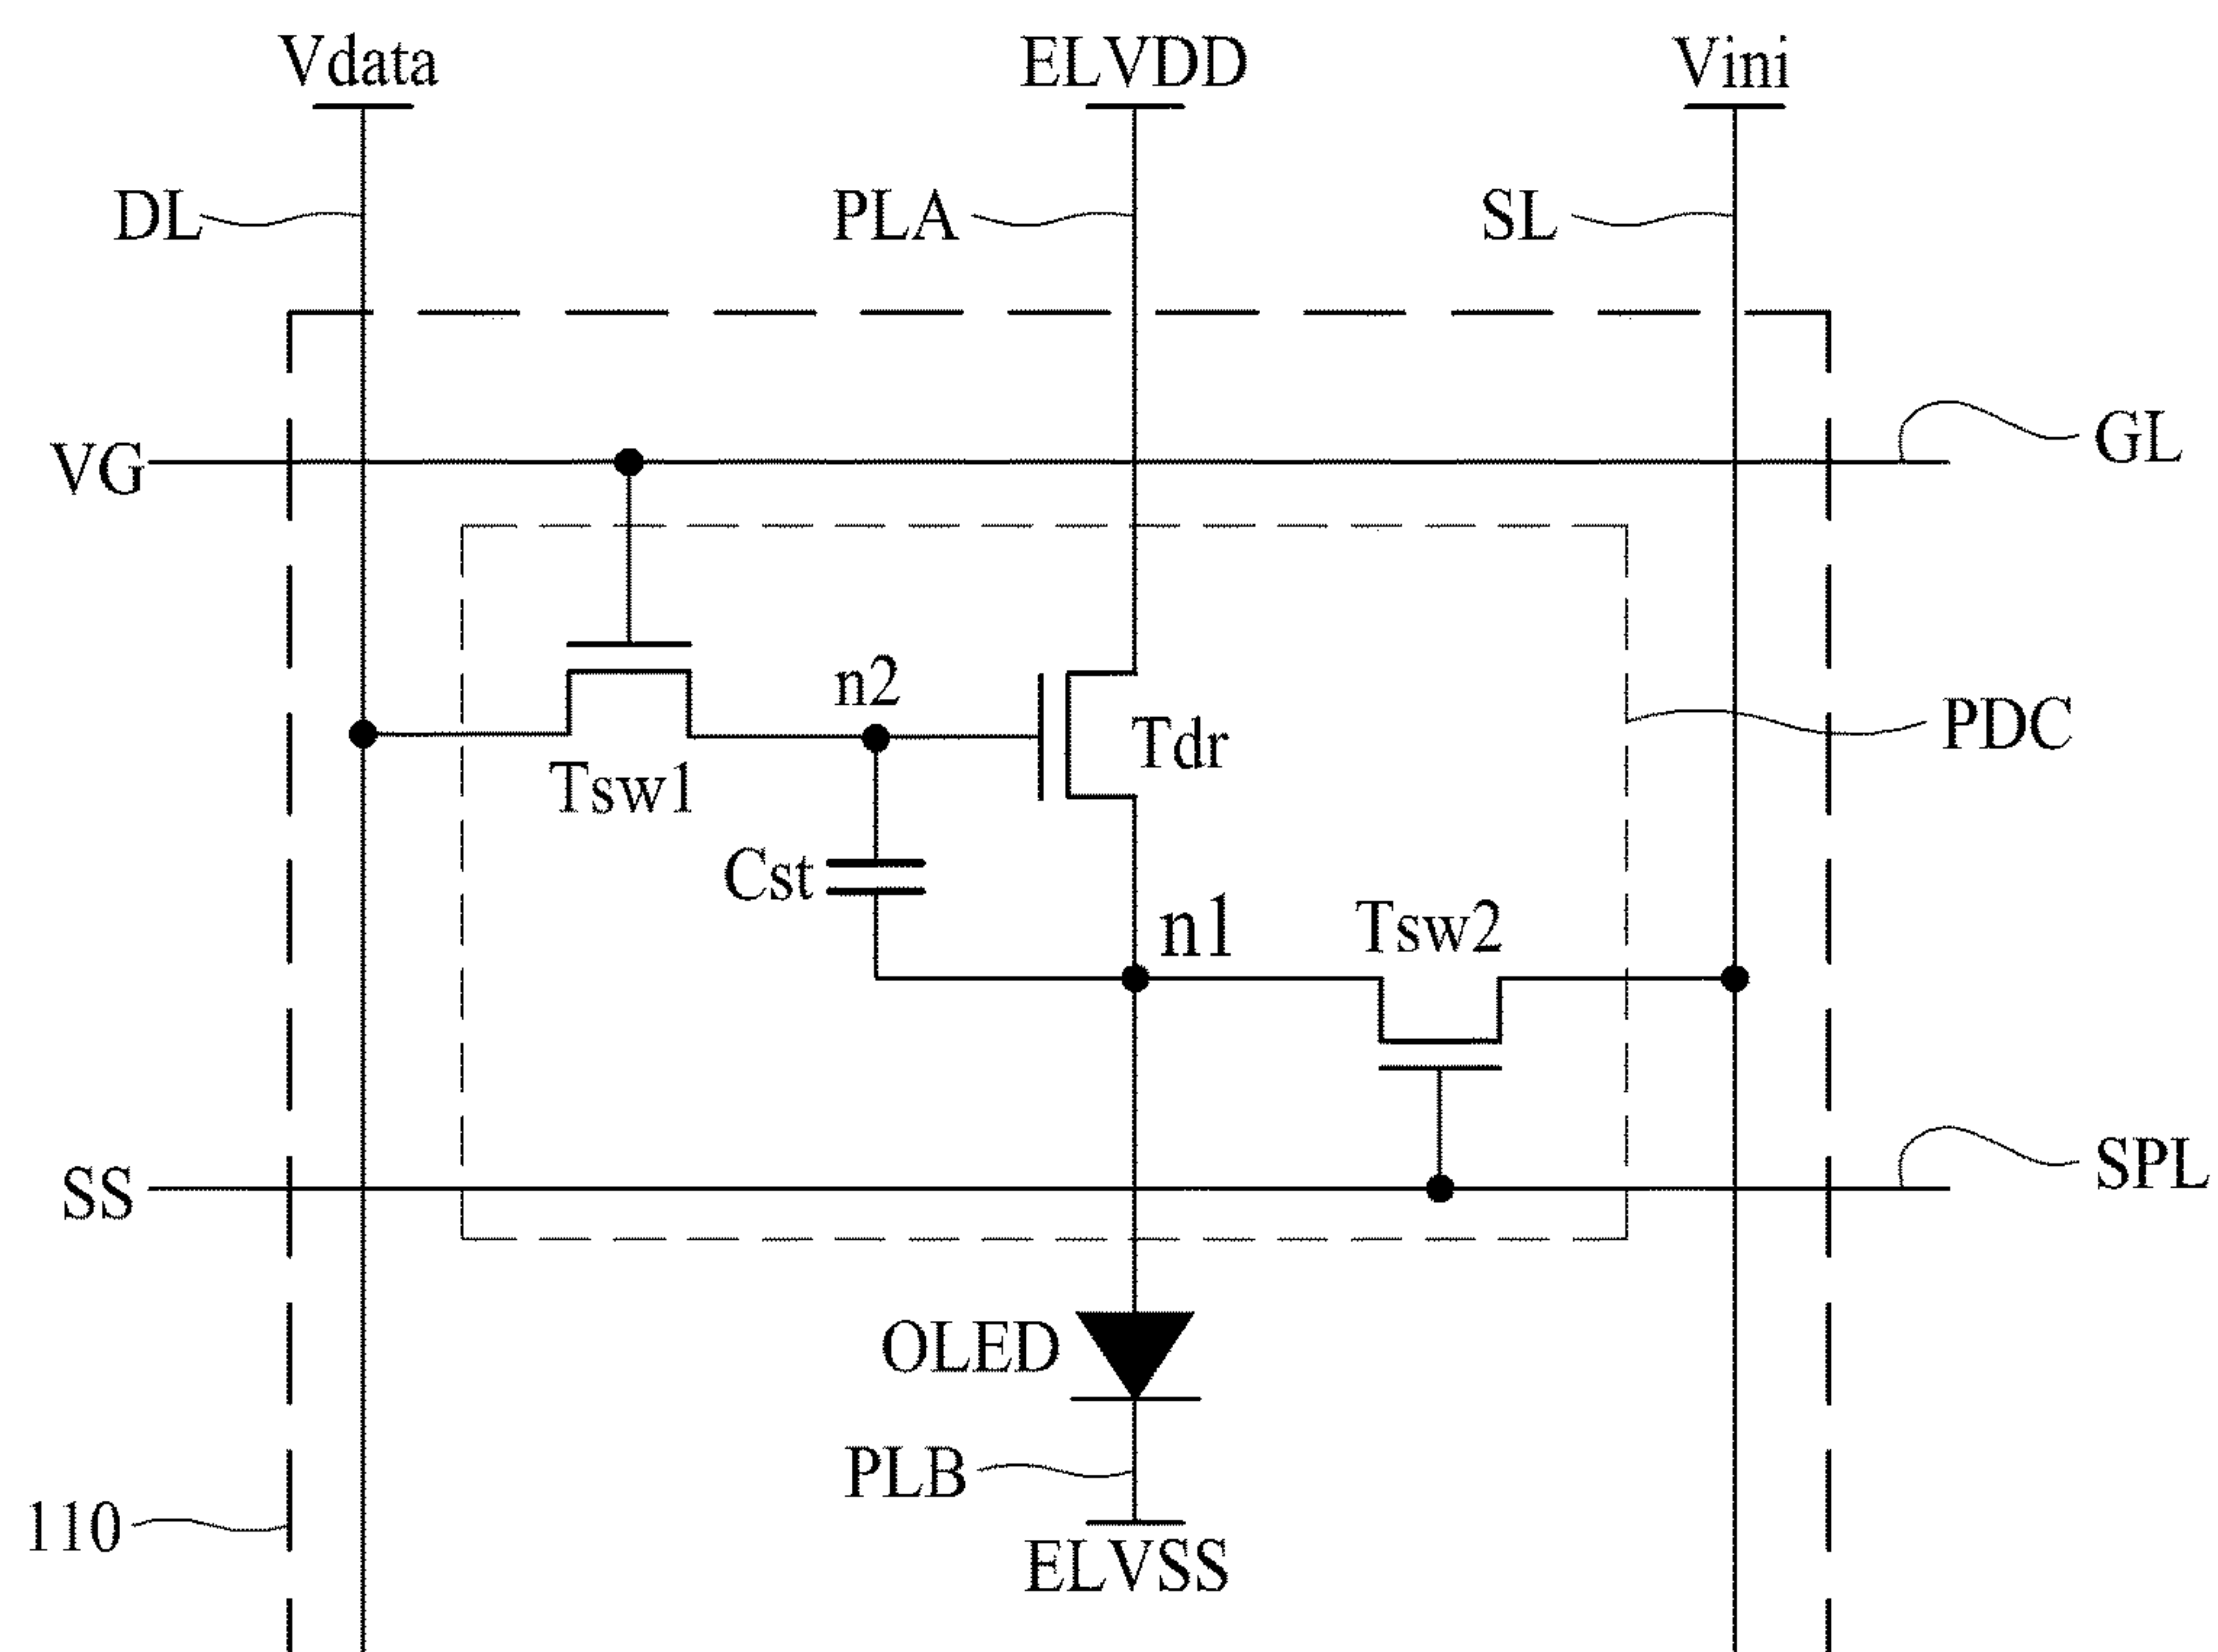 Vdata
ELVDD
Vini
DL
PLA
SL
GL
VG
n2
PDC
Tdr
Tsw1
Cst
n1
Tsw2
SS
SPL
OLED
PLB
110
ELVSS